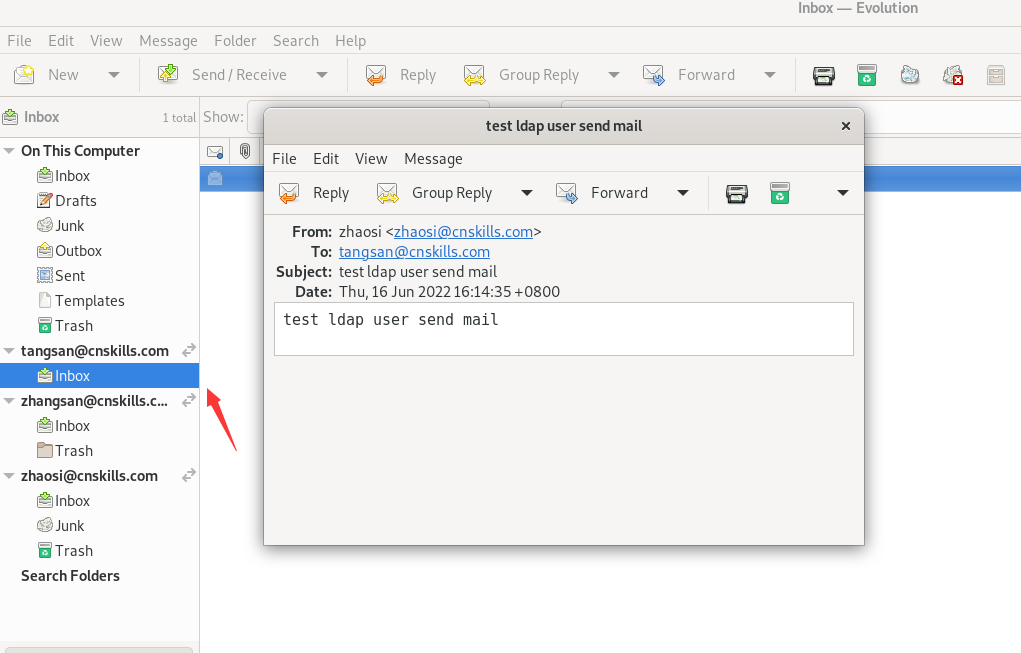 Inbox — Evolution
File Edit View Message Folder Search Help
New Send / Receive Reply Group Reply Forward
Inbox 1 total Show:
On This Computer
Inbox
Drafts
Junk
Outbox
Sent
Templates
Trash
tangsan@cnskills.com
Inbox
zhangsan@cnskills.c...
Inbox
Trash
zhaosi@cnskills.com
Inbox
Junk
Trash
Search Folders
test ldap user send mail ×
File Edit View Message
Reply Group Reply Forward
From: zhaosi <zhaosi@cnskills.com>
To: tangsan@cnskills.com
Subject: test ldap user send mail
Date: Thu, 16 Jun 2022 16:14:35 +0800
test ldap user send mail